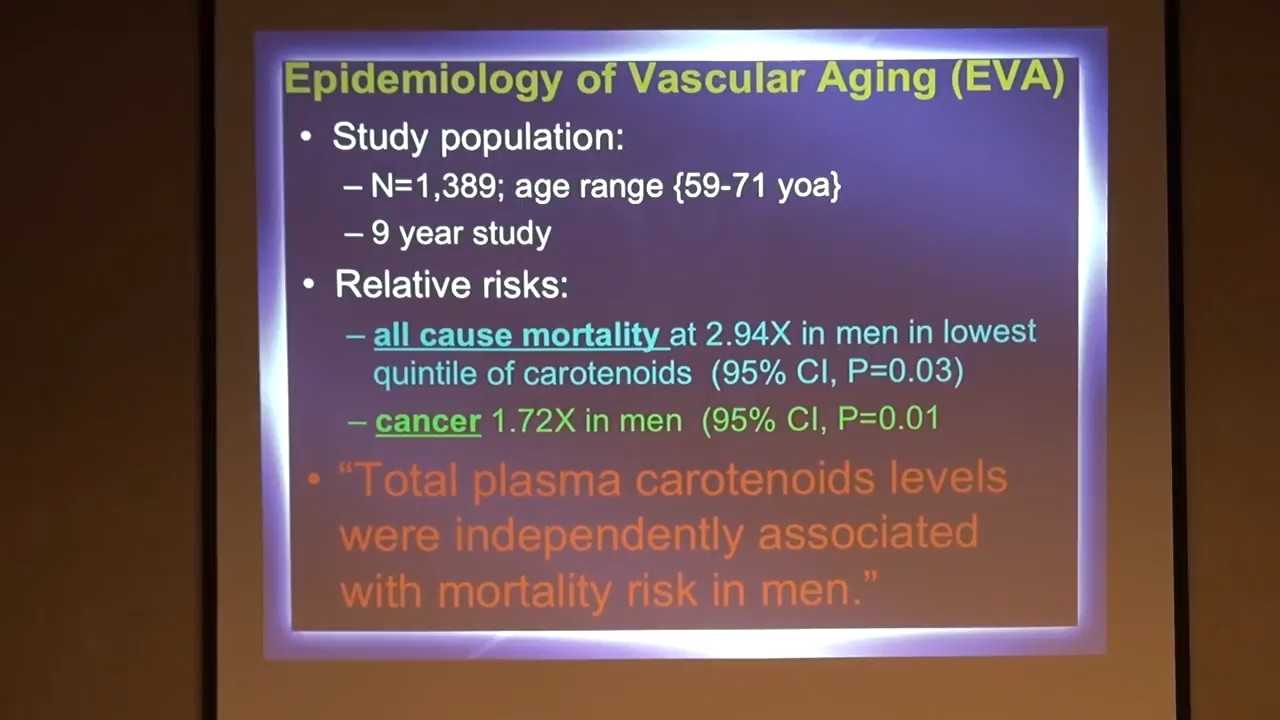 Epidemiology of Vascular Aging (EVA)
• Study population:
– N=1,389; age range {59-71 yoa}
– 9 year study
• Relative risks:
– all cause mortality at 2.94X in men in lowest
quintile of carotenoids (95% CI, P=0.03)
– cancer 1.72X in men (95% CI, P=0.01
• “Total plasma carotenoids levels
were independently associated
with mortality risk in men.”